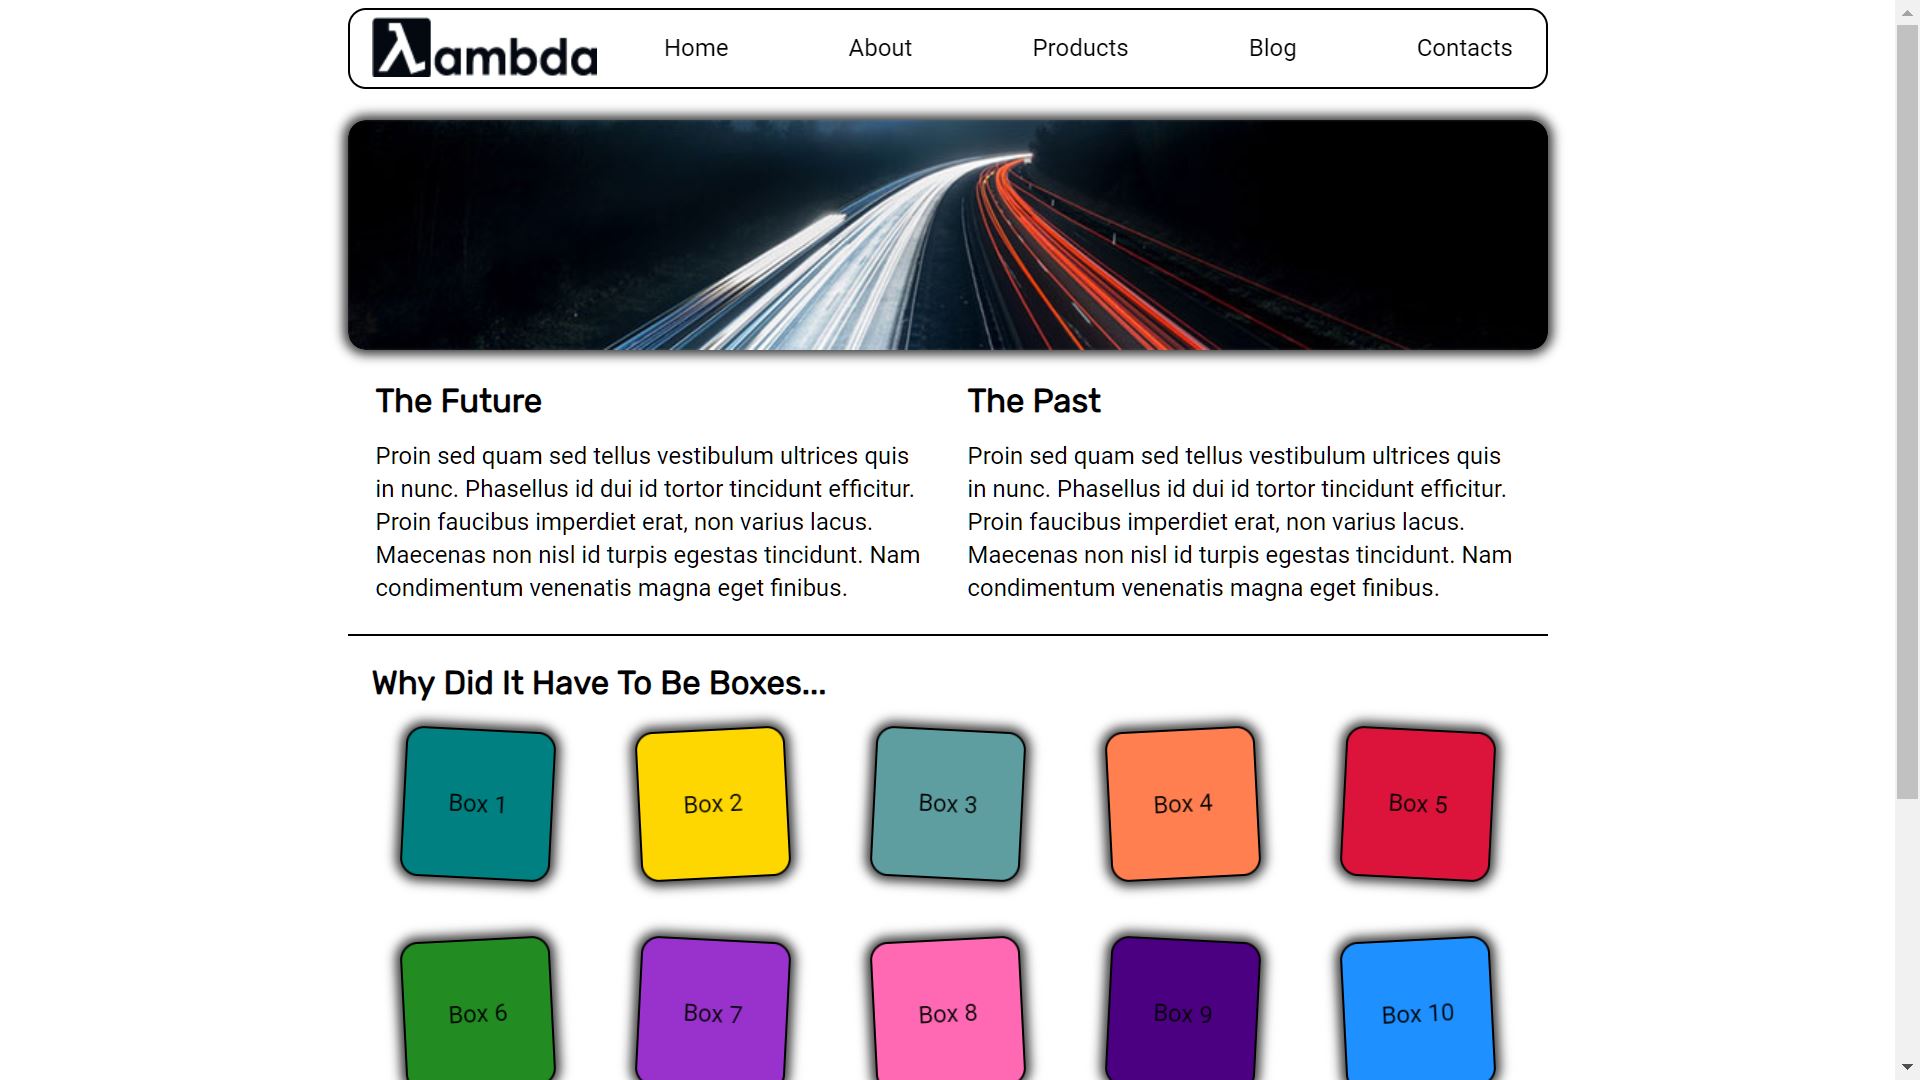 λambda
Home About Products Blog Contacts
The Future
Proin sed quam sed tellus vestibulum ultrices quis
in nunc. Phasellus id dui id tortor tincidunt efficitur.
Proin faucibus imperdiet erat, non varius lacus.
Maecenas non nisl id turpis egestas tincidunt. Nam
condimentum venenatis magna eget finibus.
The Past
Proin sed quam sed tellus vestibulum ultrices quis
in nunc. Phasellus id dui id tortor tincidunt efficitur.
Proin faucibus imperdiet erat, non varius lacus.
Maecenas non nisl id turpis egestas tincidunt. Nam
condimentum venenatis magna eget finibus.
Why Did It Have To Be Boxes...
Box 1
Box 2
Box 3
Box 4
Box 5
Box 6
Box 7
Box 8
Box 9
Box 10